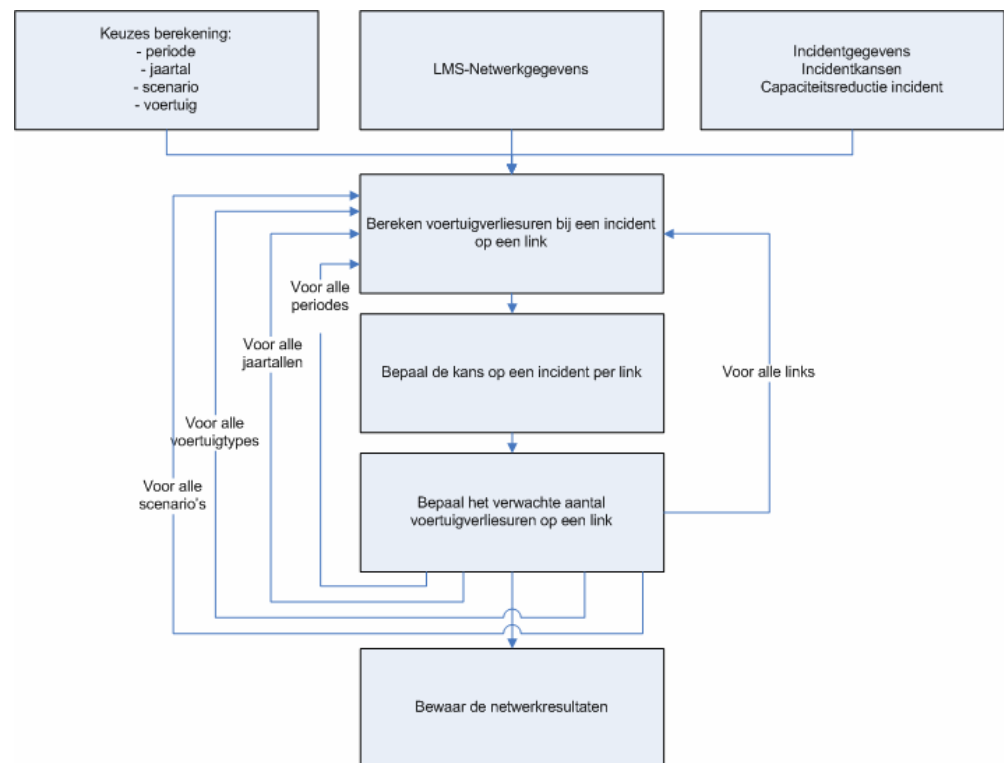 Keuzes berekening:
- periode
- jaartal
- scenario
- voertuig
LMS-Netwerkgegevens
Incidentgegevens
Incidentkansen
Capaciteitsreductie incident
Bereken voertuigverliesuren bij een incident
op een link
Voor alle
periodes
Voor alle
jaartallen
Bepaal de kans op een incident per link
Voor alle links
Voor alle
voertuigtypes
Voor alle
scenario's
Bepaal het verwachte aantal
voertuigverliesuren op een link
Bewaar de netwerkresultaten